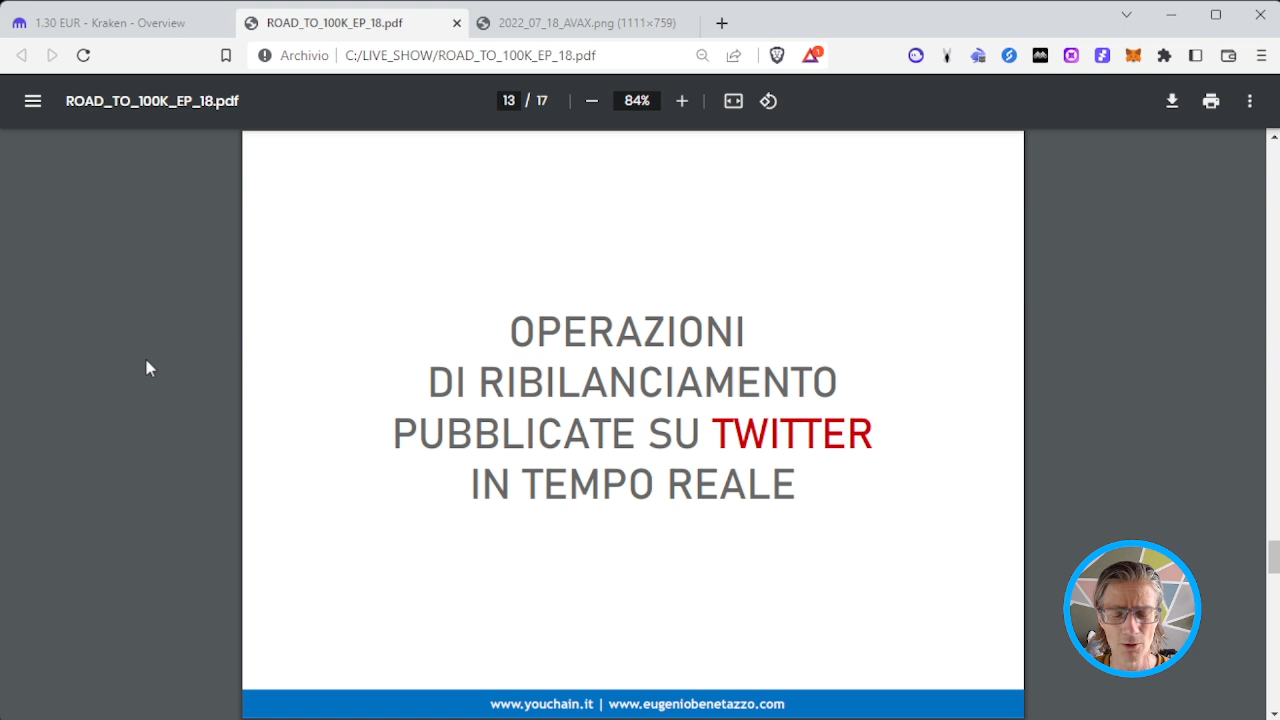 1.30 EUR - Kraken - Overview
ROAD_TO_100K_EP_18.pdf
2022_07_18_AVAX.png (1111×759)
Archivio
C:/LIVE_SHOW/ROAD_TO_100K_EP_18.pdf
1
ROAD_TO_100K_EP_18.pdf
13 / 17
84%
OPERAZIONI
DI RIBILANCIAMENTO
PUBBLICATE SU TWITTER
IN TEMPO REALE
www.youchain.it | www.eugeniobenetazzo.com